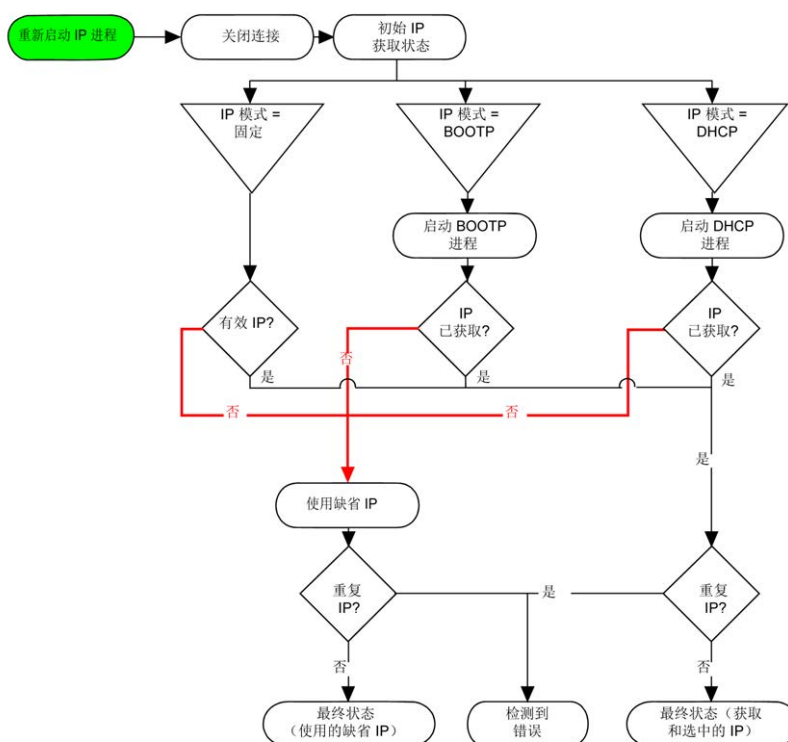 重新启动 IP 进程
关闭连接
初始 IP
获取状态
IP 模式 =
固定
IP 模式 =
BOOTP
IP 模式 =
DHCP
启动 BOOTP
进程
启动 DHCP
进程
有效 IP?
IP
已获取?
IP
已获取?
否
是
是
是
否
否
是
使用缺省 IP
重复
IP?
是
重复
IP?
否
否
最终状态
（使用的缺省 IP）
检测到
错误
最终状态（获取
和选中的 IP）